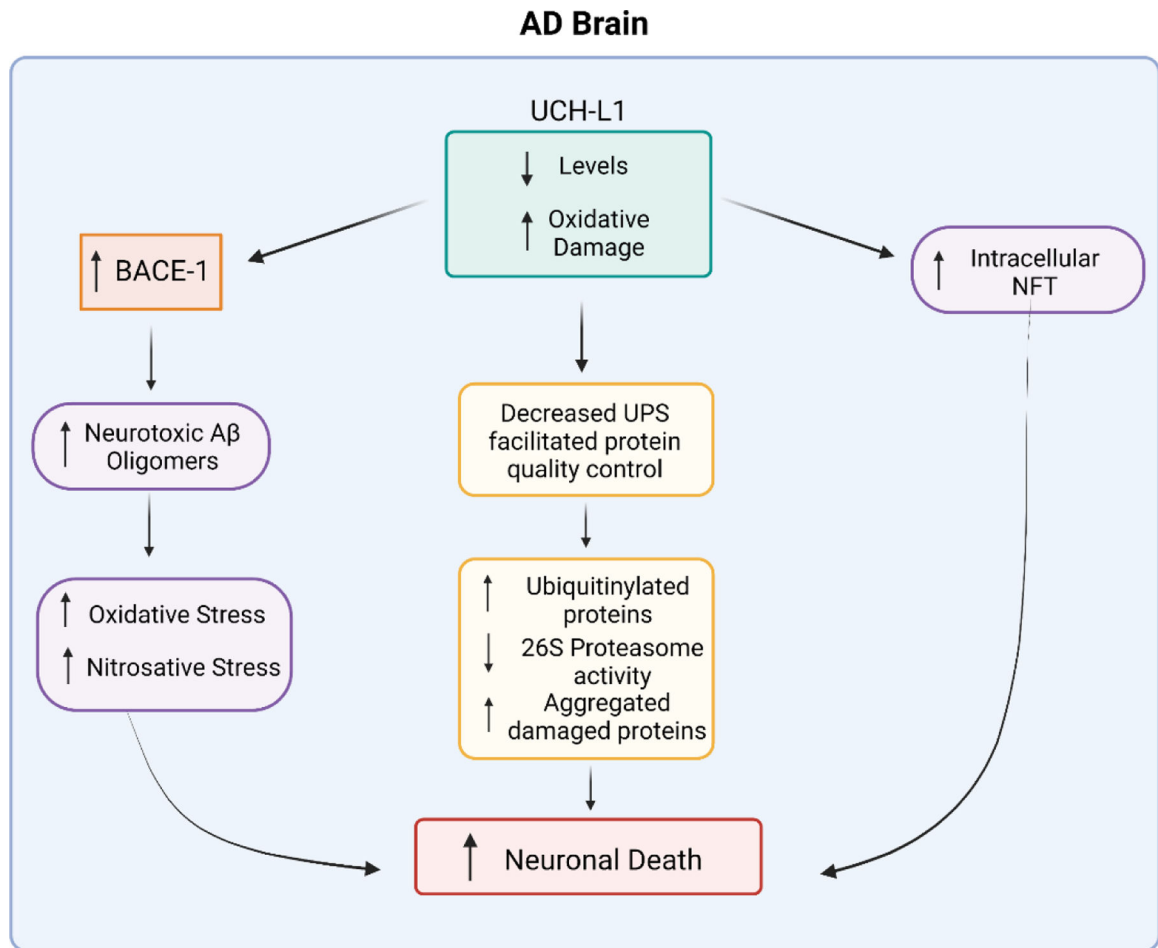 AD Brain
UCH-L1
↓ Levels
↑ Oxidative
Damage
↑ BACE-1
↑ Intracellular
NFT
↑ Neurotoxic Aβ
Oligomers
Decreased UPS
facilitated protein
quality control
↑ Oxidative Stress
↑ Nitrosative Stress
↑ Ubiquitinylated
proteins
↓ 26S Proteasome
activity
↑ Aggregated
damaged proteins
↑ Neuronal Death